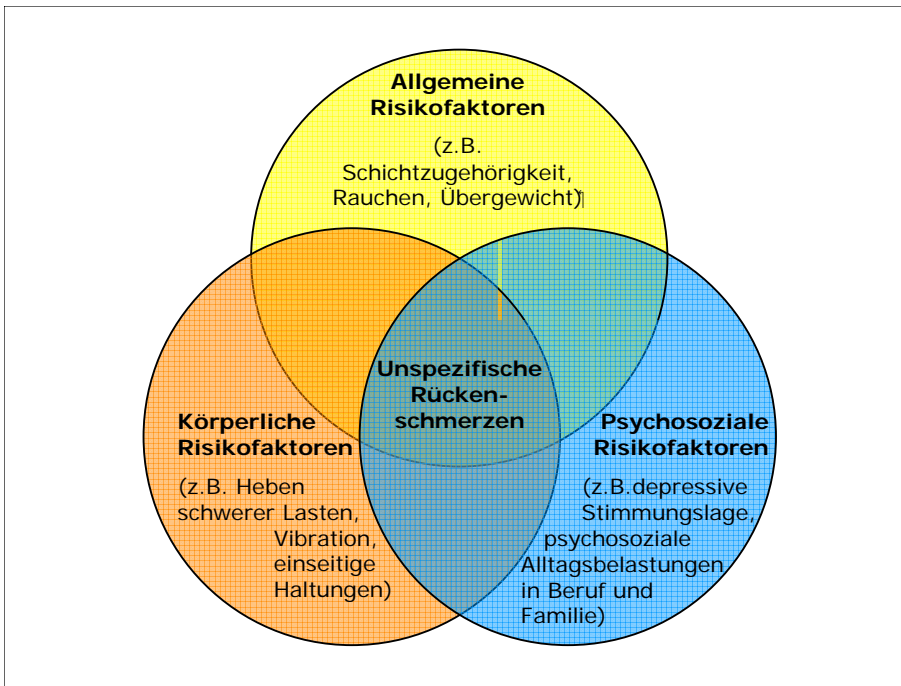 Allgemeine
Risikofaktoren
(z.B.
Schichtzugehörigkeit,
Rauchen, Übergewicht)
Unspezifische
Rücken-
schmerzen
Körperliche
Risikofaktoren
(z.B. Heben
schwerer Lasten,
Vibration,
einseitige
Haltungen)
Psychosoziale
Risikofaktoren
(z.B.depressive
Stimmungslage,
psychosoziale
Alltagsbelastungen
in Beruf und
Familie)